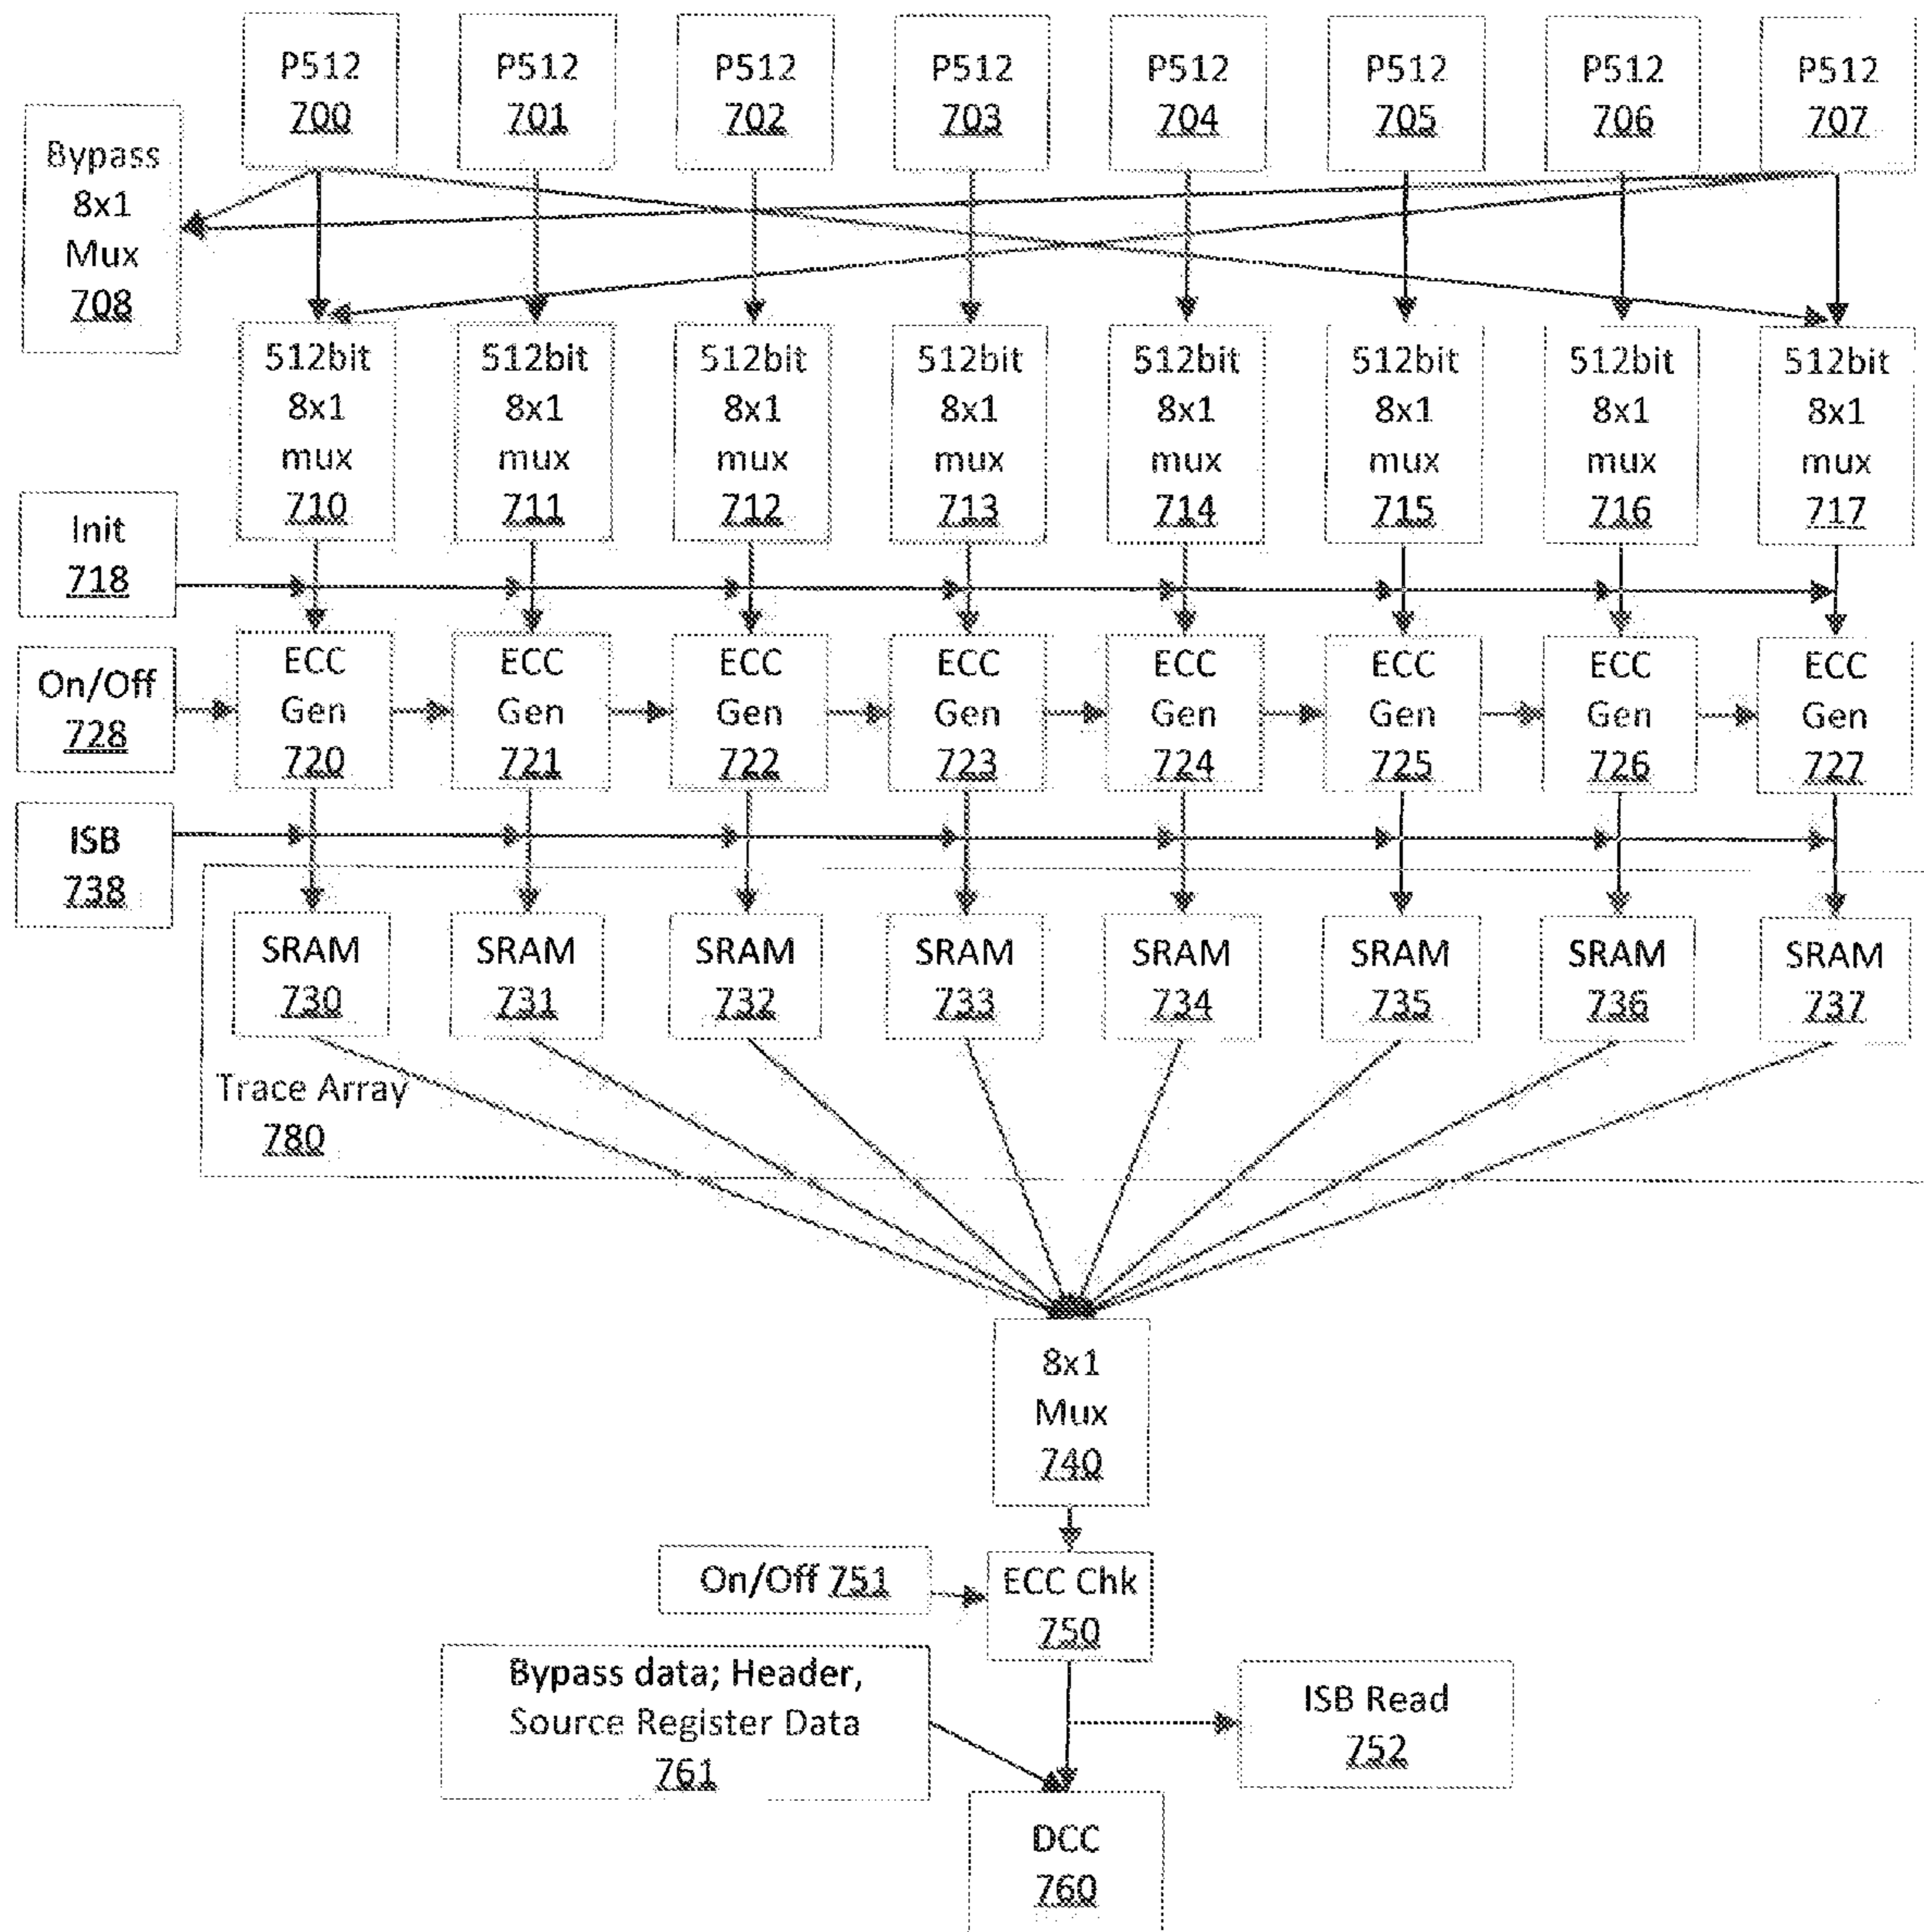 P512
700
P512
701
P512
702
P512
703
P512
704
P512
705
P512
706
P512
707
Bypass
8x1
Mux
708
512bit
8x1
mux
710
512bit
8x1
mux
711
512bit
8x1
mux
712
512bit
8x1
mux
713
512bit
8x1
mux
714
512bit
8x1
mux
715
512bit
8x1
mux
716
512bit
8x1
mux
717
Init
718
On/Off
728
ECC
Gen
720
ECC
Gen
721
ECC
Gen
722
ECC
Gen
723
ECC
Gen
724
ECC
Gen
725
ECC
Gen
726
ECC
Gen
727
ISB
738
SRAM
730
SRAM
731
SRAM
732
SRAM
733
SRAM
734
SRAM
735
SRAM
736
SRAM
737
Trace Array
780
8x1
Mux
740
On/Off 751
ECC Chk
750
Bypass data; Header,
Source Register Data
761
ISB Read
752
DCC
760